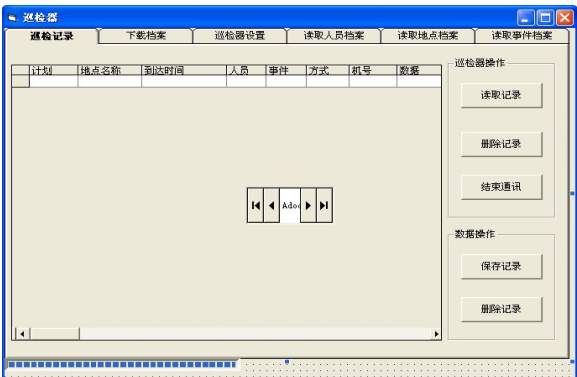 巡检器
巡检记录 下载档案 巡检器设置 读取人员档案 读取地点档案 读取事件档案
计划 地点名称 到达时间 人员 事件 方式 机号 数据
巡检器操作
读取记录
删除记录
结束通讯
Adoc
数据操作
保存记录
删除记录